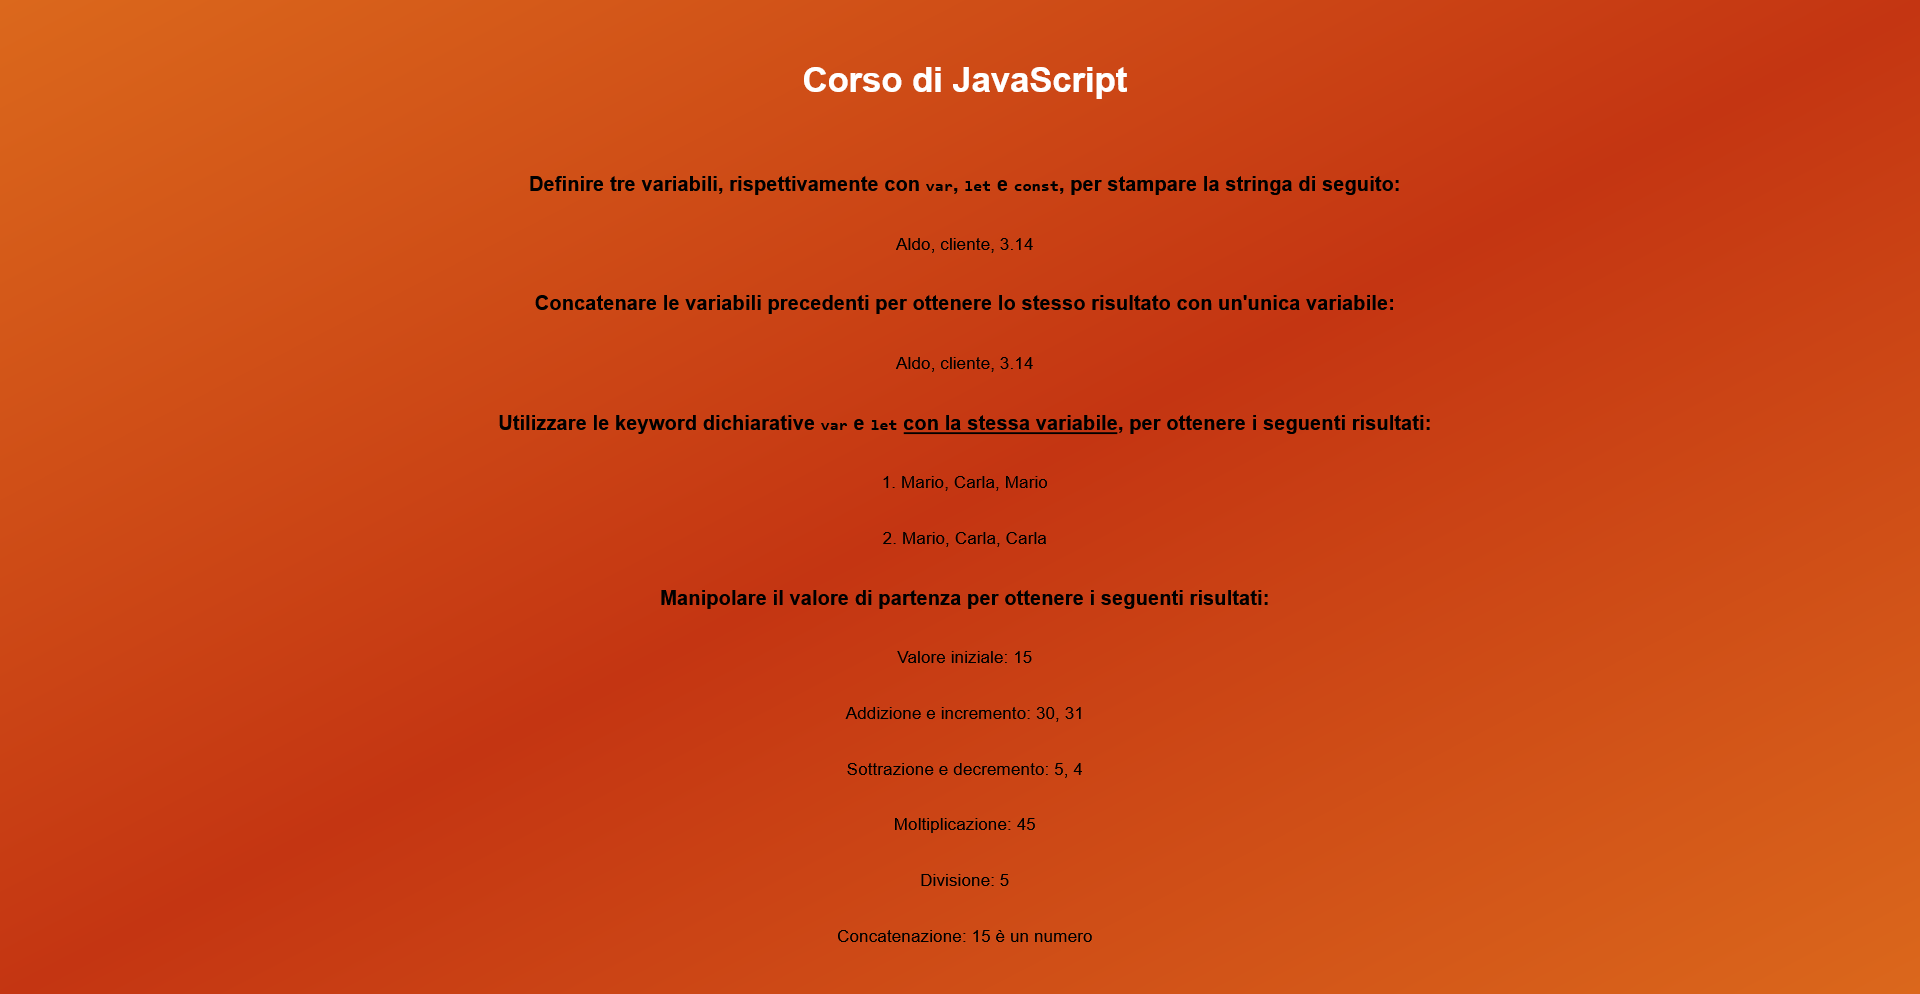 Corso di JavaScript
Definire tre variabili, rispettivamente con var, let e const, per stampare la stringa di seguito:
Aldo, cliente, 3.14
Concatenare le variabili precedenti per ottenere lo stesso risultato con un'unica variabile:
Aldo, cliente, 3.14
Utilizzare le keyword dichiarative var e let con la stessa variabile, per ottenere i seguenti risultati:
1. Mario, Carla, Mario
2. Mario, Carla, Carla
Manipolare il valore di partenza per ottenere i seguenti risultati:
Valore iniziale: 15
Addizione e incremento: 30, 31
Sottrazione e decremento: 5, 4
Moltiplicazione: 45
Divisione: 5
Concatenazione: 15 è un numero